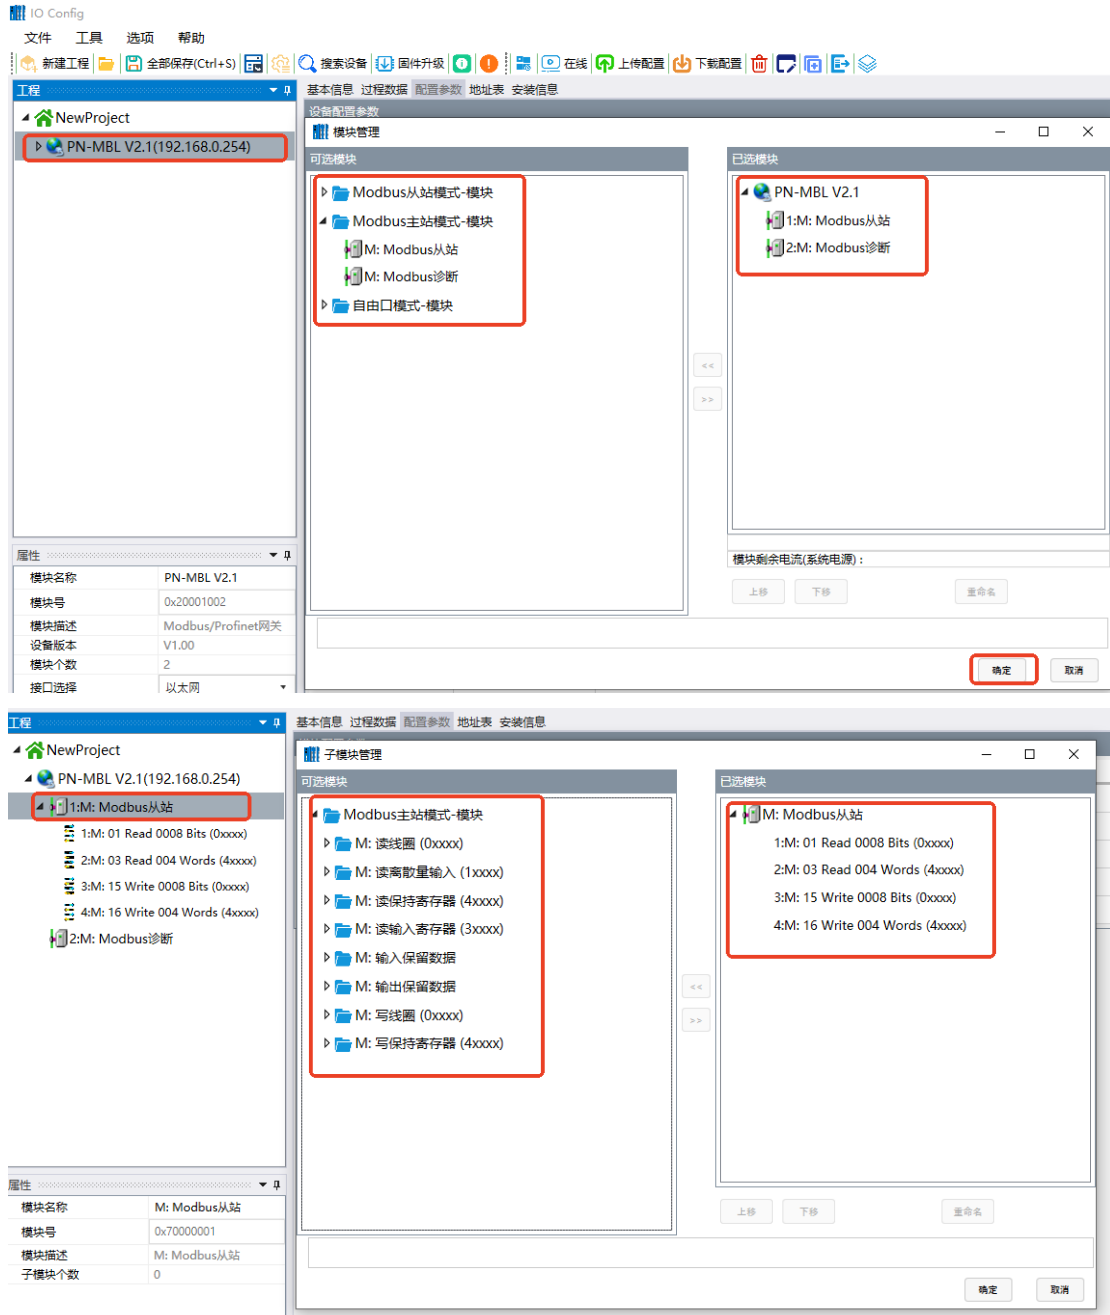 IO Config
文件 工具 选项 帮助
新建工程 全部保存(Ctrl+S) 搜索设备 固件升级 在线 上传配置 下载配置
工程
基本信息 过程数据 配置参数 地址表 安装信息
设备配置参数
NewProject
PN-MBL V2.1(192.168.0.254)
模块管理
可选模块
Modbus从站模式-模块
Modbus主站模式-模块
M: Modbus从站
M: Modbus诊断
自由口模式-模块
<<
>>
已选模块
PN-MBL V2.1
1:M: Modbus从站
2:M: Modbus诊断
模块剩余电流(系统电源)：
上移 下移 重命名
确定 取消
属性
模块名称 PN-MBL V2.1
模块号 0x20001002
模块描述 Modbus/Profinet网关
设备版本 V1.00
模块个数 2
接口选择 以太网
工程
基本信息 过程数据 配置参数 地址表 安装信息
NewProject
PN-MBL V2.1(192.168.0.254)
1:M: Modbus从站
1:M: 01 Read 0008 Bits (0xxxx)
2:M: 03 Read 004 Words (4xxxx)
3:M: 15 Write 0008 Bits (0xxxx)
4:M: 16 Write 004 Words (4xxxx)
2:M: Modbus诊断
子模块管理
可选模块
Modbus主站模式-模块
M: 读线圈 (0xxxx)
M: 读离散量输入 (1xxxx)
M: 读保持寄存器 (4xxxx)
M: 读输入寄存器 (3xxxx)
M: 输入保留数据
M: 输出保留数据
M: 写线圈 (0xxxx)
M: 写保持寄存器 (4xxxx)
<<
>>
已选模块
M: Modbus从站
1:M: 01 Read 0008 Bits (0xxxx)
2:M: 03 Read 004 Words (4xxxx)
3:M: 15 Write 0008 Bits (0xxxx)
4:M: 16 Write 004 Words (4xxxx)
上移 下移 重命名
确定 取消
属性
模块名称 M: Modbus从站
模块号 0x70000001
模块描述 M: Modbus从站
子模块个数 0